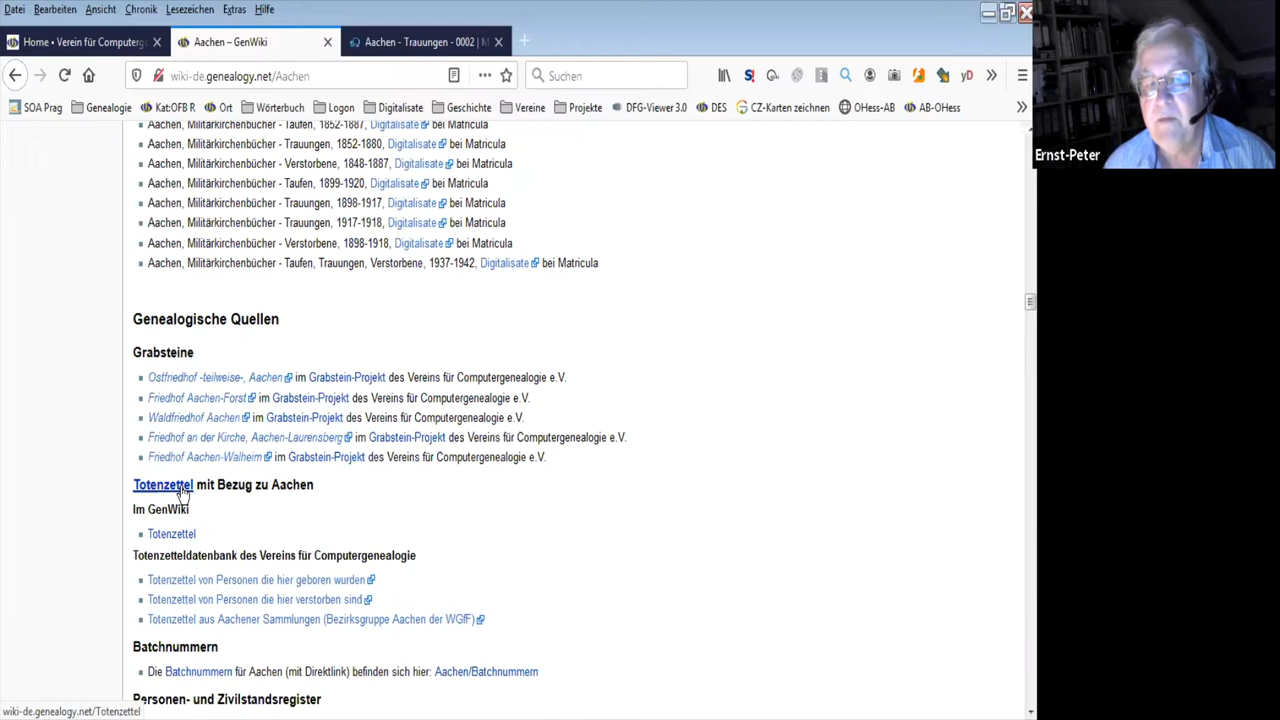 Datei Bearbeiten Ansicht Chronik Lesezeichen Extras Hilfe
Home • Verein für Computerge
Aachen – GenWiki
Aachen - Trauungen - 0002 | M
wiki-de.genealogy.net/Aachen
Suchen
SOA Prag Genealogie Kat:OFB R Ort Wörterbuch Logon Digitalisate Geschichte Vereine Projekte DFG-Viewer 3.0 DES CZ-Karten zeichnen OHess-AB AB-OHess
Aachen, Militärkirchenbücher - Taufen, 1852-1887, Digitalisate bei Matricula
Aachen, Militärkirchenbücher - Trauungen, 1852-1880, Digitalisate bei Matricula
Aachen, Militärkirchenbücher - Verstorbene, 1848-1887, Digitalisate bei Matricula
Aachen, Militärkirchenbücher - Taufen, 1899-1920, Digitalisate bei Matricula
Aachen, Militärkirchenbücher - Trauungen, 1898-1917, Digitalisate bei Matricula
Aachen, Militärkirchenbücher - Trauungen, 1917-1918, Digitalisate bei Matricula
Aachen, Militärkirchenbücher - Verstorbene, 1898-1918, Digitalisate bei Matricula
Aachen, Militärkirchenbücher - Taufen, Trauungen, Verstorbene, 1937-1942, Digitalisate bei Matricula
Genealogische Quellen
Grabsteine
Ostfriedhof -teilweise-, Aachen im Grabstein-Projekt des Vereins für Computergenealogie e.V.
Friedhof Aachen-Forst im Grabstein-Projekt des Vereins für Computergenealogie e.V.
Waldfriedhof Aachen im Grabstein-Projekt des Vereins für Computergenealogie e.V.
Friedhof an der Kirche, Aachen-Laurensberg im Grabstein-Projekt des Vereins für Computergenealogie e.V.
Friedhof Aachen-Walheim im Grabstein-Projekt des Vereins für Computergenealogie e.V.
Totenzettel mit Bezug zu Aachen
Im GenWiki
Totenzettel
Totenzetteldatenbank des Vereins für Computergenealogie
Totenzettel von Personen die hier geboren wurden
Totenzettel von Personen die hier verstorben sind
Totenzettel aus Aachener Sammlungen (Bezirksgruppe Aachen der WGfF)
Batchnummern
Die Batchnummern für Aachen (mit Direktlink) befinden sich hier: Aachen/Batchnummern
Personen- und Zivilstandsregister
wiki-de.genealogy.net/Totenzettel
Ernst-Peter